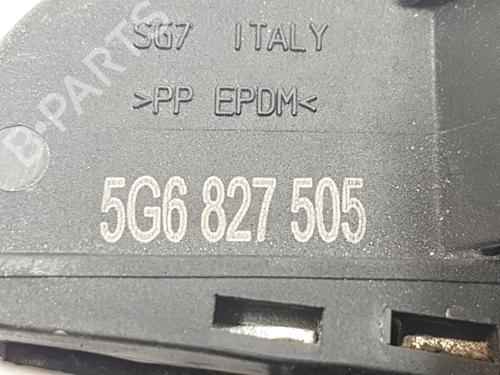 SG7 ITALY
>PP EPDM<
5G6 827 505
B-PARTS